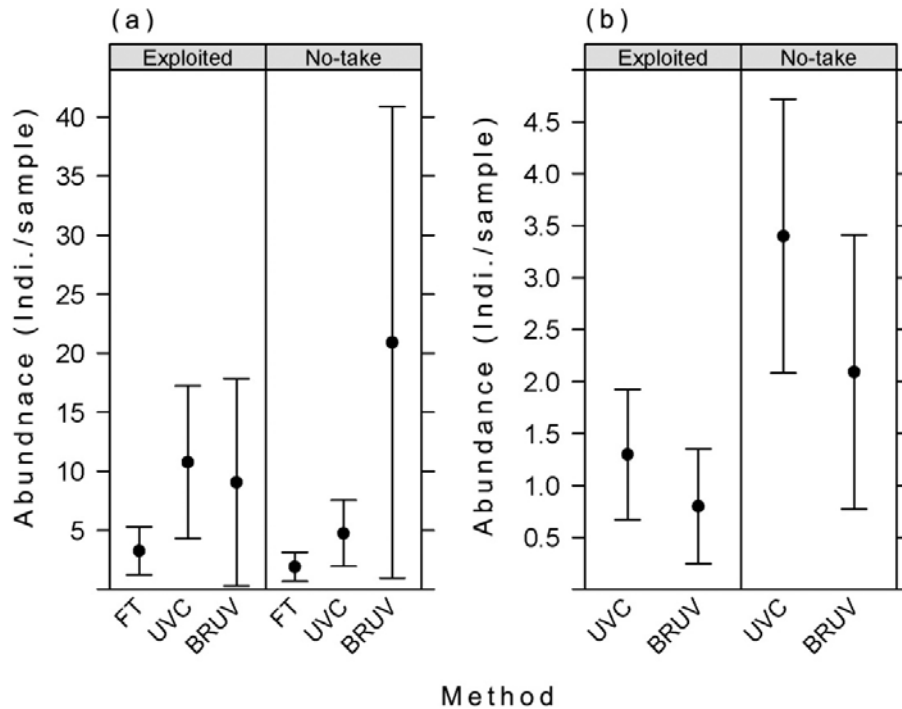 (a)
Exploited No-take
Abundnace (Indi./sample)
40
35
30
25
20
15
10
5
FT UVC BRUV FT UVC BRUV
(b)
Exploited No-take
Abundance (Indi./sample)
4.5
4.0
3.5
3.0
2.5
2.0
1.5
1.0
0.5
UVC BRUV UVC BRUV
Method